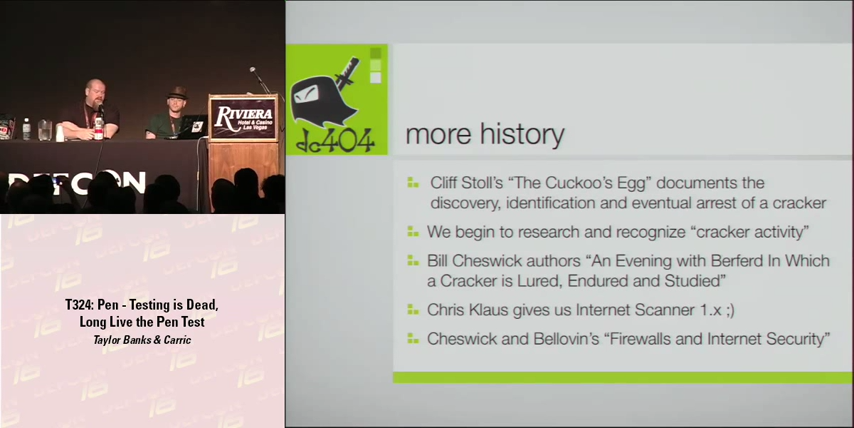 RIVIERA
Hotel & Casino
Las Vegas
DEFCON
T324: Pen - Testing is Dead,
Long Live the Pen Test
Taylor Banks & Carric
dc404
more history
Cliff Stoll's "The Cuckoo's Egg" documents the
discovery, identification and eventual arrest of a cracker
We begin to research and recognize "cracker activity"
Bill Cheswick authors "An Evening with Berferd In Which
a Cracker is Lured, Endured and Studied"
Chris Klaus gives us Internet Scanner 1.x ;)
Cheswick and Bellovin's "Firewalls and Internet Security"